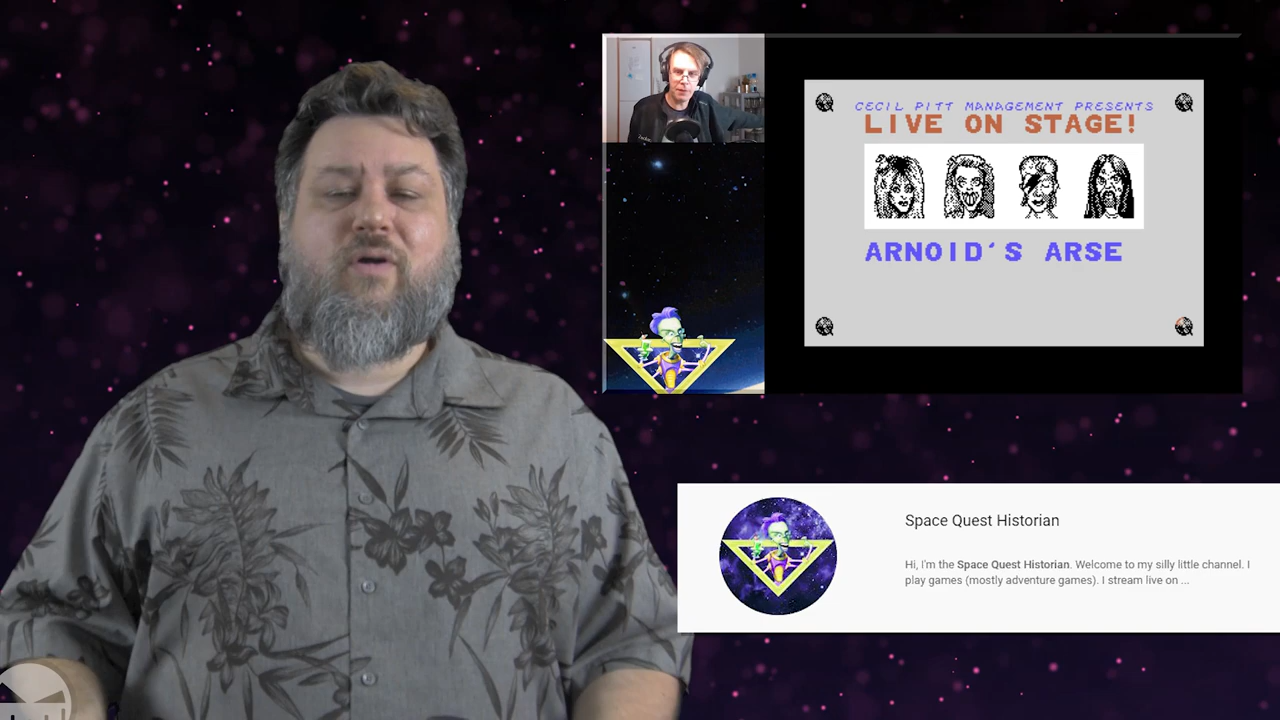 CECIL PITT MANAGEMENT PRESENTS
LIVE ON STAGE!
ARNOID'S ARSE
Space Quest Historian
Hi, I'm the Space Quest Historian. Welcome to my silly little channel. I
play games (mostly adventure games). I stream live on ...